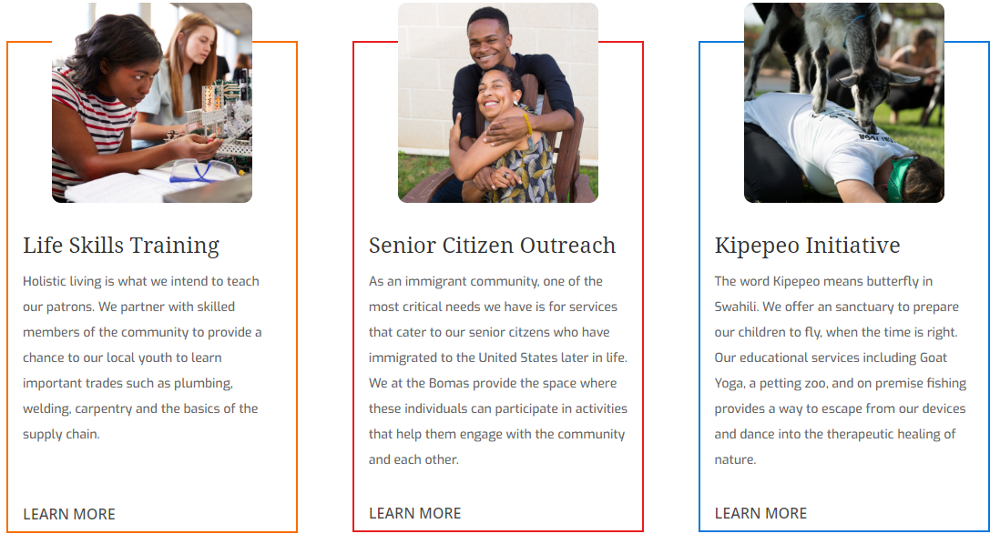 Life Skills Training
Holistic living is what we intend to teach
our patrons. We partner with skilled
members of the community to provide a
chance to our local youth to learn
important trades such as plumbing,
welding, carpentry and the basics of the
supply chain.
LEARN MORE
Senior Citizen Outreach
As an immigrant community, one of the
most critical needs we have is for services
that cater to our senior citzens who have
immigrated to the United States later in life.
We at the Bomas provide the space where
these individuals can participate in activities
that help them engage with the community
and each other.
LEARN MORE
Kipepeo Initiative
The word Kipepeo means butterfly in
Swahili. We offer an sanctuary to prepare
our children to fly, when the time is right.
Our educational services including Goat
Yoga, a petting zoo, and on premise fishing
provides a way to escape from our devices
and dance into the therapeutic healing of
nature.
LEARN MORE